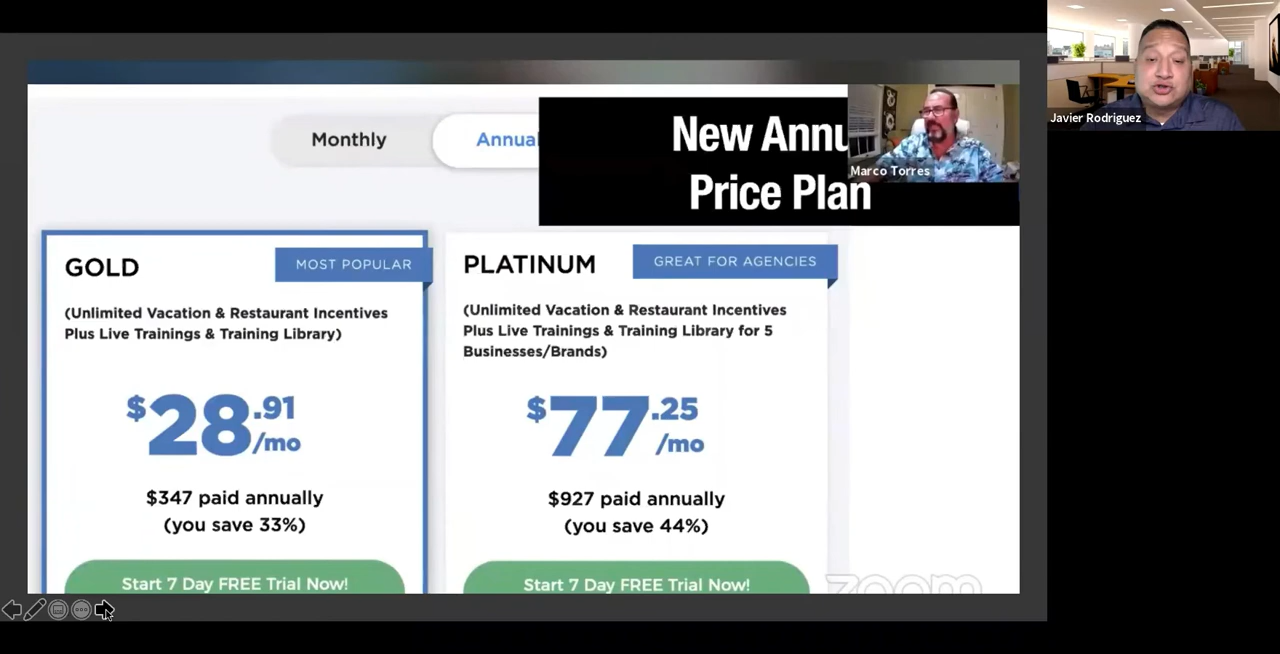 Monthly
Annual
New Annu
Price Plan
Marco Torres
Javier Rodriguez
GOLD
MOST POPULAR
(Unlimited Vacation & Restaurant Incentives
Plus Live Trainings & Training Library)
$28.91
/mo
$347 paid annually
(you save 33%)
Start 7 Day FREE Trial Now!
PLATINUM
GREAT FOR AGENCIES
(Unlimited Vacation & Restaurant Incentives
Plus Live Trainings & Training Library for 5
Businesses/Brands)
$77.25
/mo
$927 paid annually
(you save 44%)
Start 7 Day FREE Trial Now!
zoom